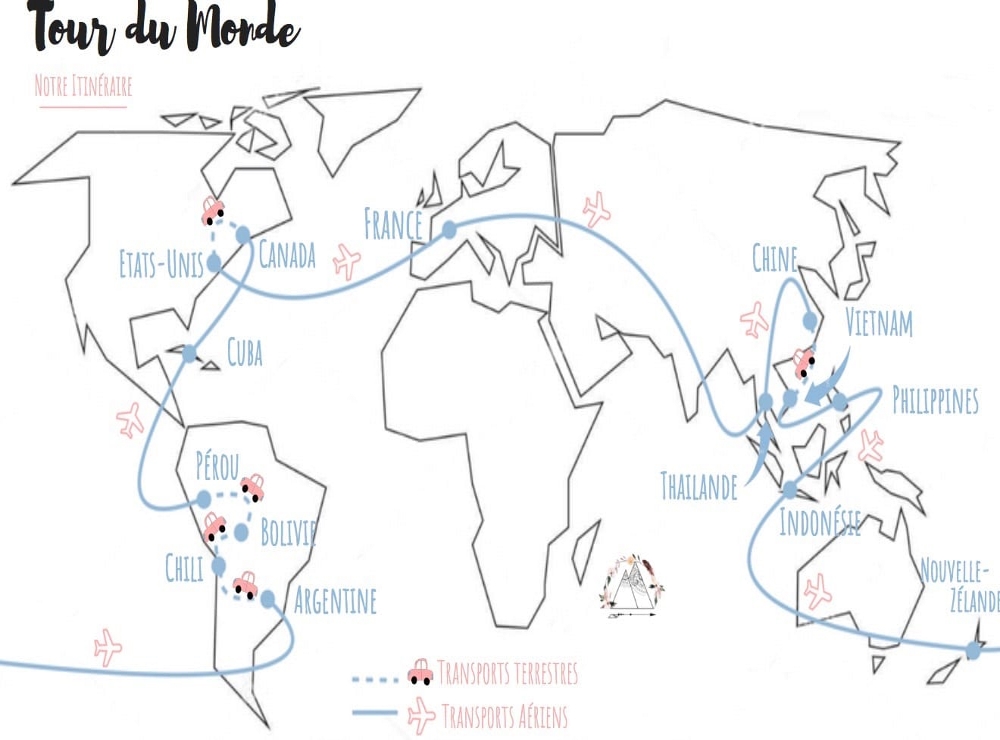 Tour du Monde
Notre Itinéraire
France
Canada
Etats-Unis
Chine
Cuba
Vietnam
Philippines
Pérou
Thailande
Bolivie
Indonésie
Chili
Argentine
Nouvelle-
Zélande
Transports terrestres
Transports Aériens